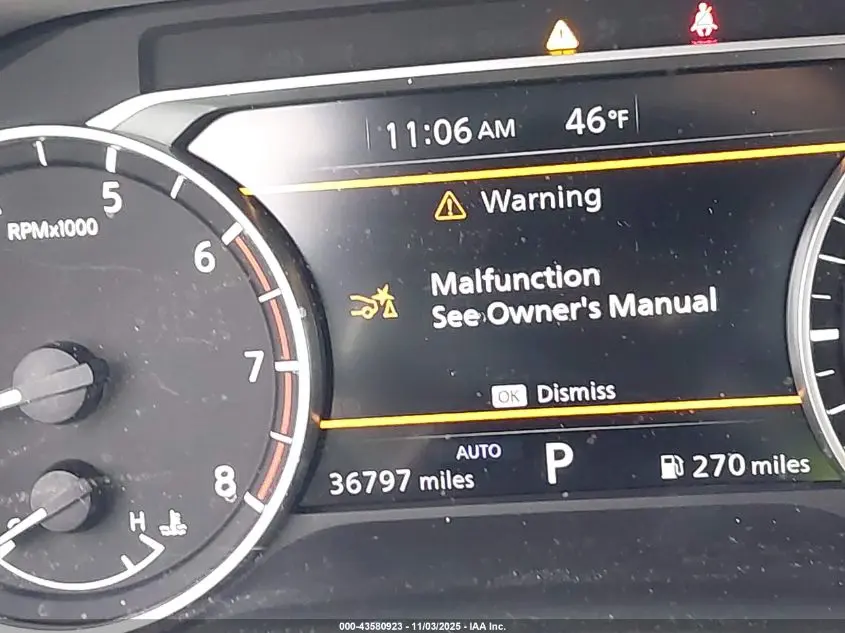 11:06 AM 46°F
5
RPMx1000
Warning
6
Malfunction
See Owner's Manual
7
OK Dismiss
AUTO
8
36797 miles P 270 miles
H
000-43580923 - 11/03/2025 - IAA Inc.